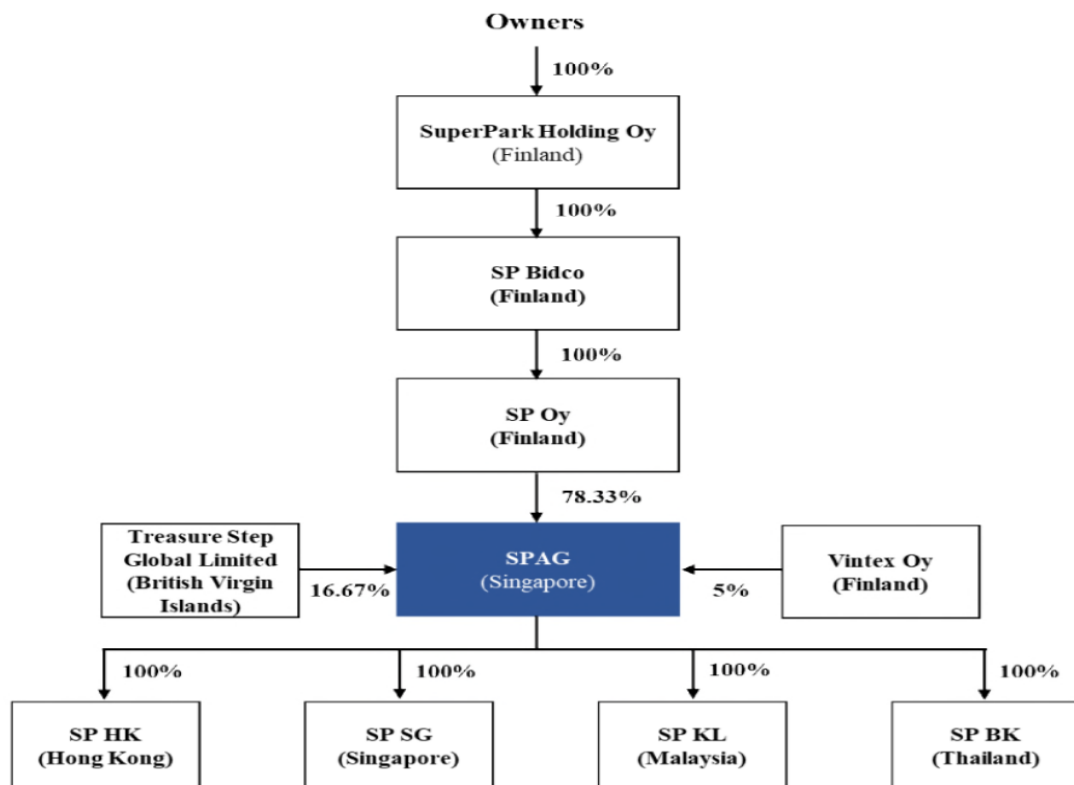 Owners
100%
SuperPark Holding Oy
(Finland)
100%
SP Bidco
(Finland)
100%
SP Oy
(Finland)
78.33%
Treasure Step
Global Limited
(British Virgin
Islands)
16.67%
SPAG
(Singapore)
5%
Vintex Oy
(Finland)
100%
100%
100%
100%
SP HK
(Hong Kong)
SP SG
(Singapore)
SP KL
(Malaysia)
SP BK
(Thailand)